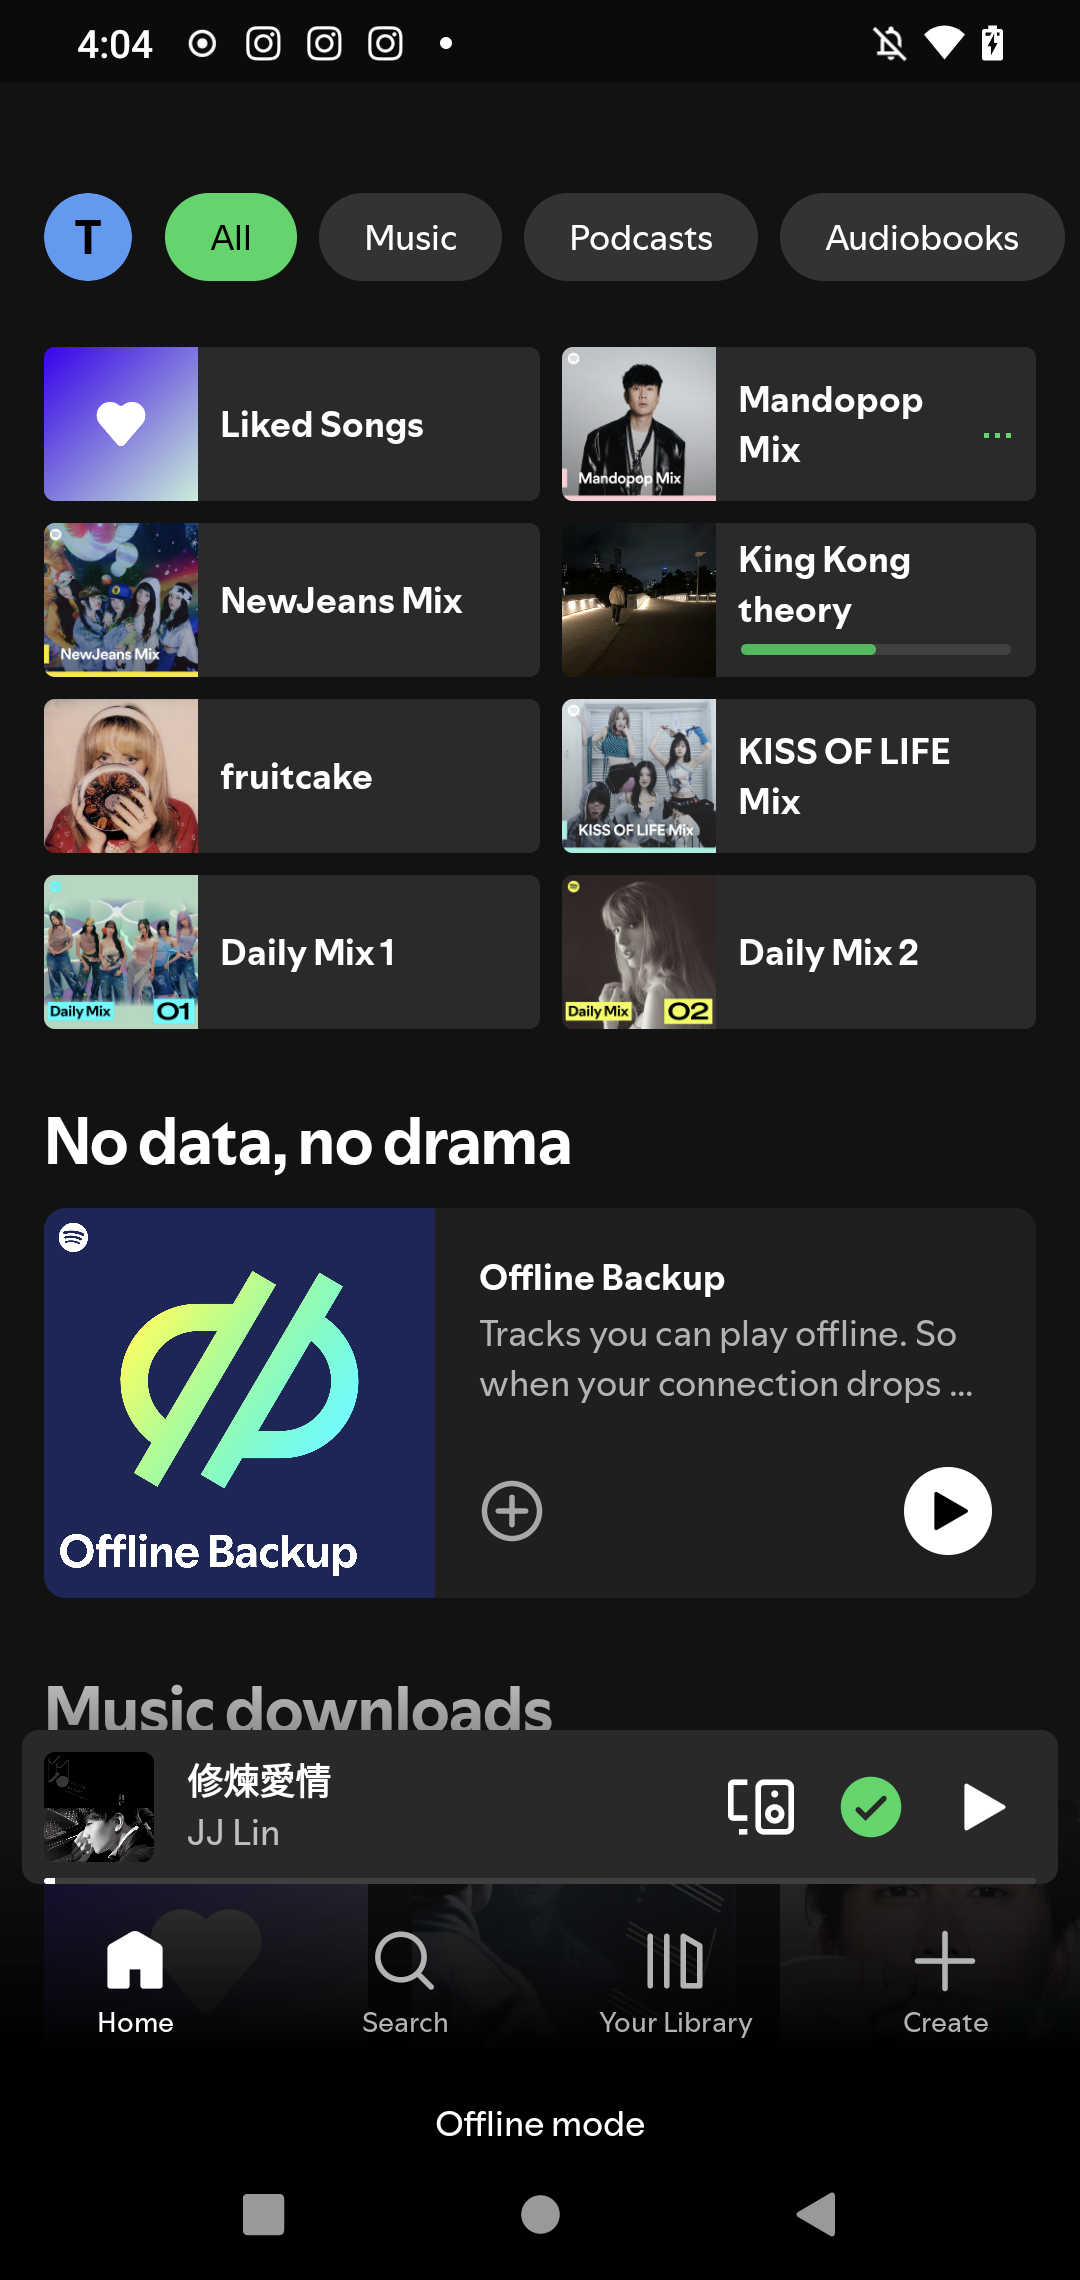 4:04
T
All
Music
Podcasts
Audiobooks
Liked Songs
Mandopop Mix
Mandopop
Mix
NewJeans Mix
NewJeans Mix
King Kong
theory
fruitcake
KISS OF LIFE Mix
KISS OF LIFE
Mix
Daily Mix 01
Daily Mix 1
Daily Mix 02
Daily Mix 2
No data, no drama
Offline Backup
Offline Backup
Tracks you can play offline. So
when your connection drops ...
Music downloads
修煉愛情
JJ Lin
Home
Search
Your Library
Create
Offline mode